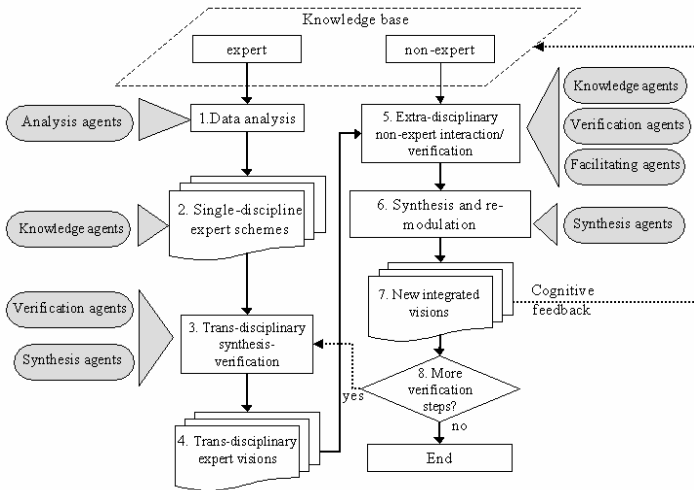 Knowledge base
expert
non-expert
Analysis agents
1.Data analysis
5. Extra-disciplinary
non-expert interaction/
verification
Knowledge agents
Verification agents
Facilitating agents
Knowledge agents
2. Single-discipline
expert schemes
6. Synthesis and re-
modulation
Synthesis agents
Verification agents
Synthesis agents
3. Trans-disciplinary
synthesis-
verification
7. New integrated
visions
Cognitive
feedback
yes
8. More
verification
steps?
no
4. Trans-disciplinary
expert visions
End